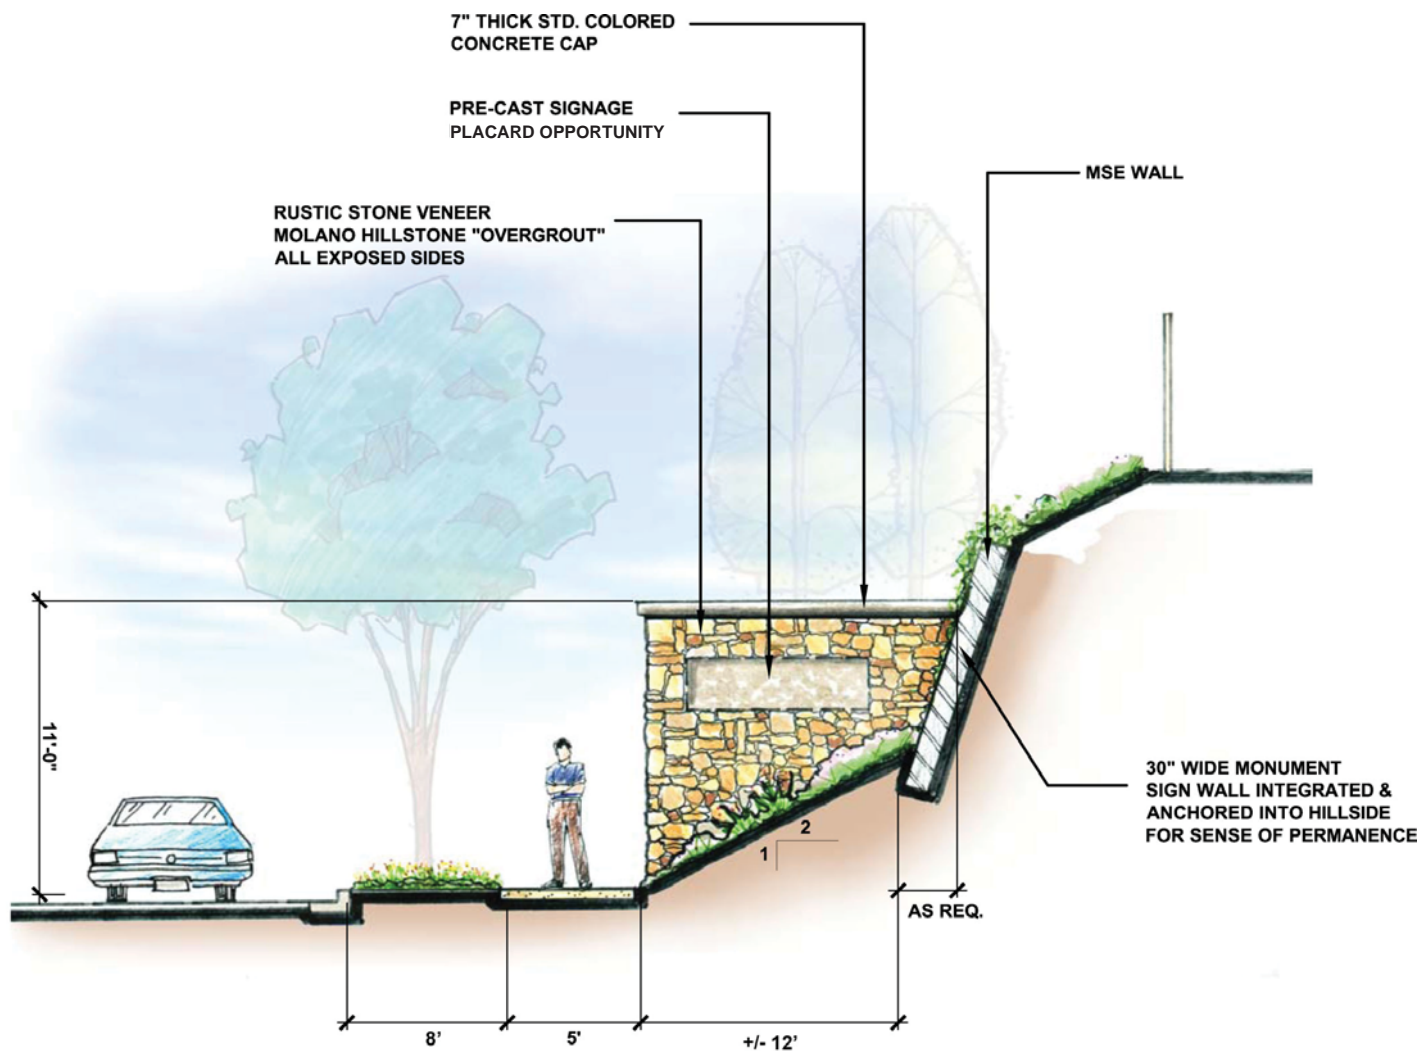 7" THICK STD. COLORED
CONCRETE CAP
PRE-CAST SIGNAGE
PLACARD OPPORTUNITY
MSE WALL
RUSTIC STONE VENEER
MOLANO HILLSTONE "OVERGROUT"
ALL EXPOSED SIDES
11'-0"
30" WIDE MONUMENT
SIGN WALL INTEGRATED &
ANCHORED INTO HILLSIDE
FOR SENSE OF PERMANENCE
2
1
AS REQ.
8’
5'
+/- 12’